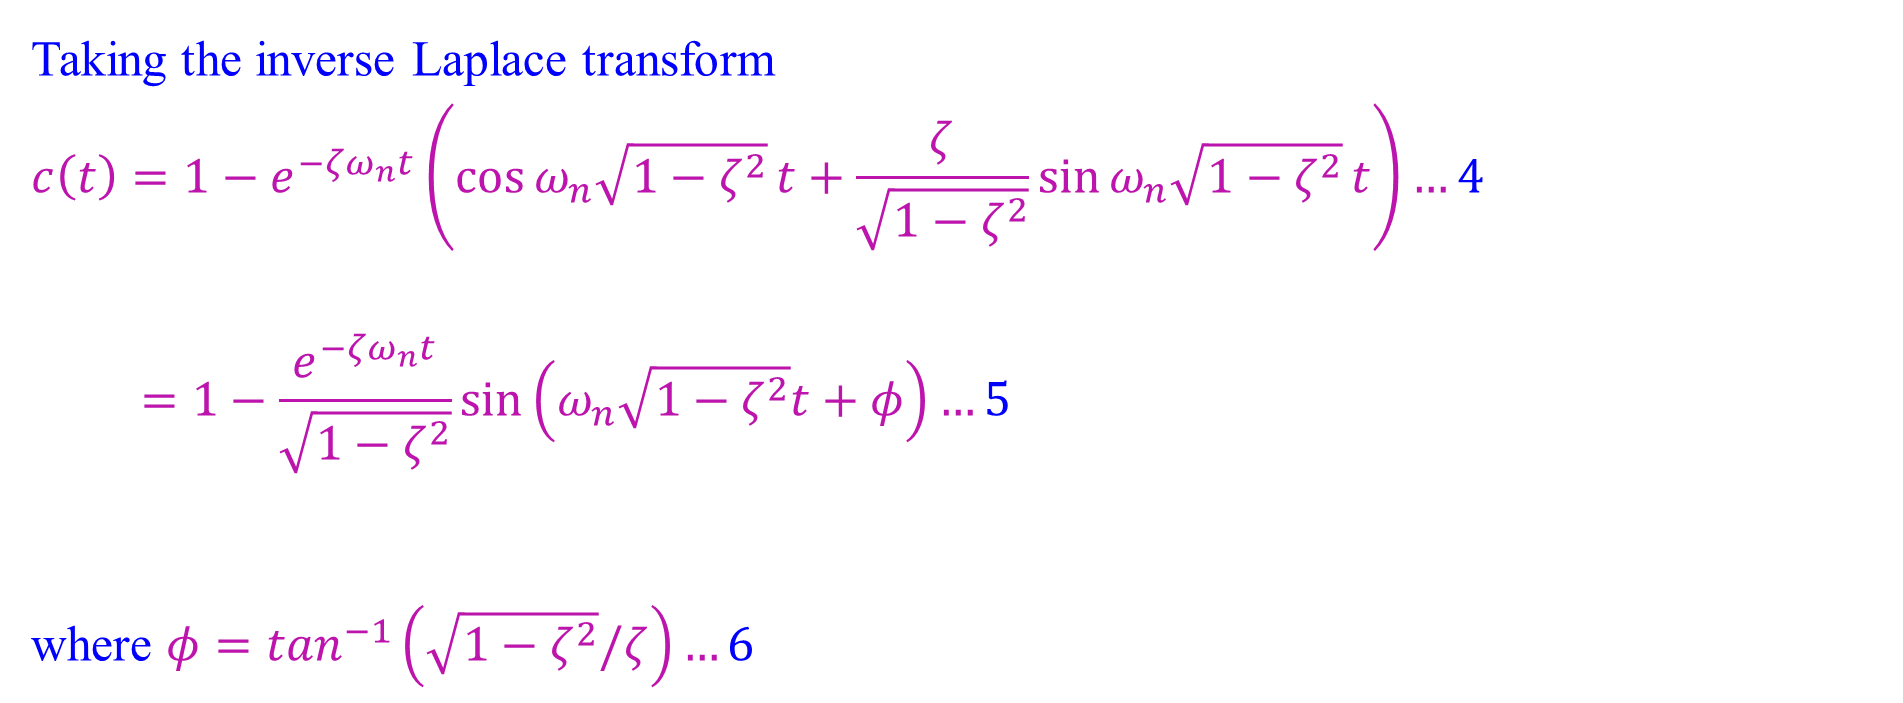 Taking the inverse Laplace transform
c(t) = 1 − e^{−ζω_n t} ( cos ω_n √(1 − ζ²) t + ζ/√(1 − ζ²) sin ω_n √(1 − ζ²) t ) … 4
= 1 − e^{−ζω_n t}/√(1 − ζ²) sin ( ω_n √(1 − ζ²) t + ϕ ) … 5
where ϕ = tan⁻¹ ( √(1 − ζ²)/ζ ) … 6